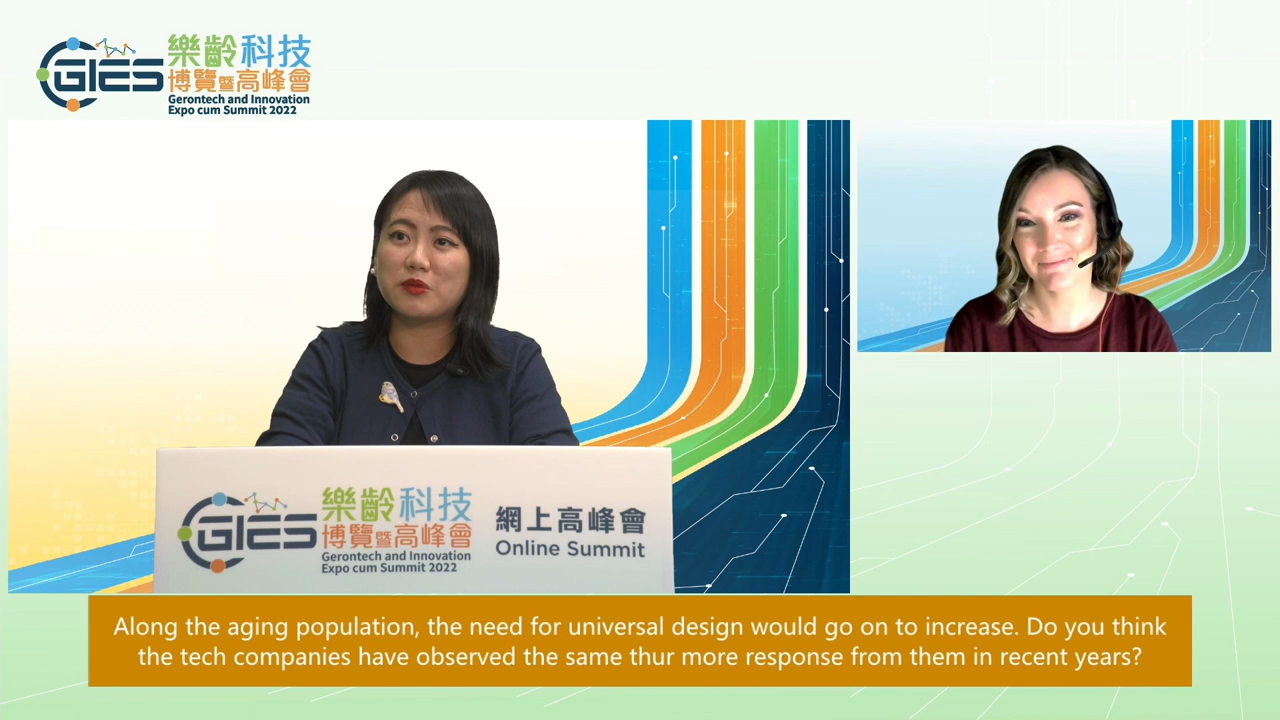 GIES
樂齡科技
博覽暨高峰會
Gerontech and Innovation
Expo cum Summit 2022
GIES
樂齡科技
博覽暨高峰會
Gerontech and Innovation
Expo cum Summit 2022
網上高峰會
Online Summit
Along the aging population, the need for universal design would go on to increase. Do you think
the tech companies have observed the same thur more response from them in recent years?